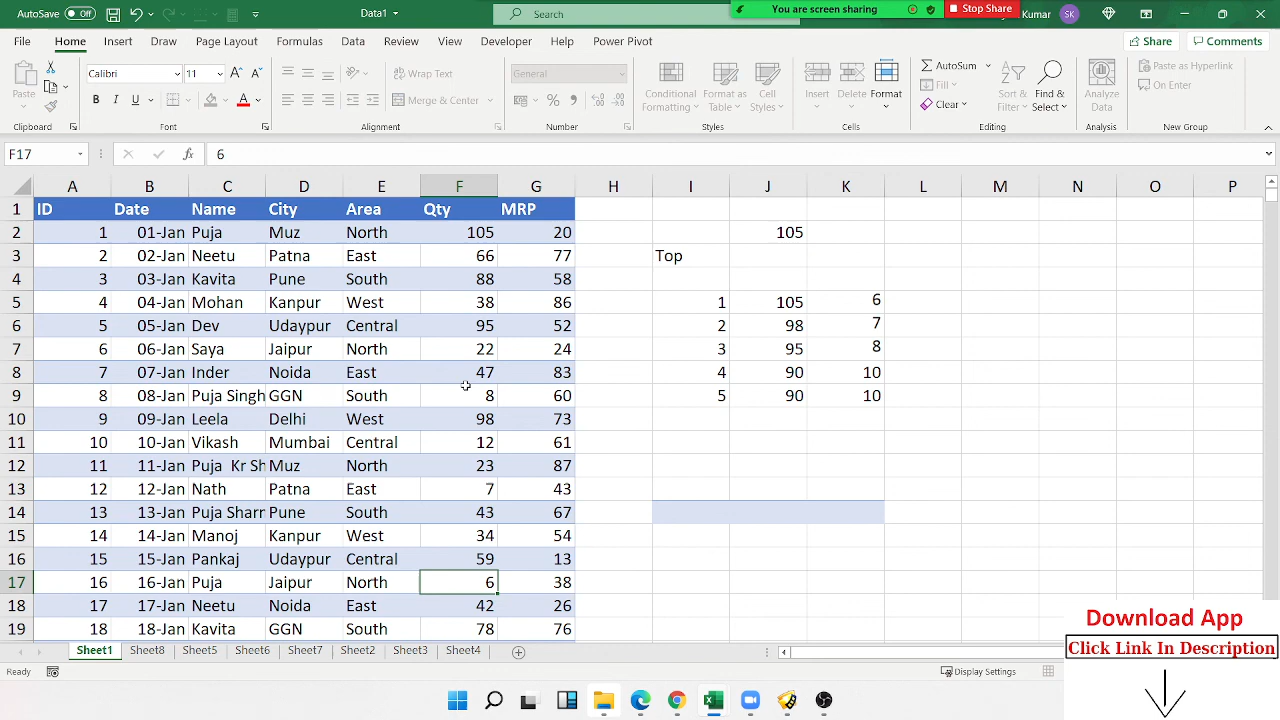 AutoSave Off Edition Search You are screen sharing Stop Share Kumar SK
File Home Insert Draw Page Layout Formulas Data Review View Developer Help Power Pivot Share Comments
Paste Calibri 11 Wrap Text General Conditional Formatting Format as Table Cell Styles Insert Delete Format AutoSum Fill Clear Sort & Filter Find & Select Analyze Data Paste as Hyperlink On Enter
B I U A Merge & Center
Clipboard Font Alignment Number Styles Cells Editing Analysis New Group
F17 fx 6
A B C D E F G H I J K L M N O P
1 ID Date Name City Area Qty MRP
2 1 01-Jan Puja Muz North 105 20 105
3 2 02-Jan Neetu Patna East 66 77 Top
4 3 03-Jan Kavita Pune South 88 58
5 4 04-Jan Mohan Kanpur West 38 86 1 105 6
6 5 05-Jan Dev Udaypur Central 95 52 2 98 7
7 6 06-Jan Saya Jaipur North 22 24 3 95 8
8 7 07-Jan Inder Noida East 47 83 4 90 10
9 8 08-Jan Puja Singh GGN South 8 60 5 90 10
10 9 09-Jan Leela Delhi West 98 73
11 10 10-Jan Vikash Mumbai Central 12 61
12 11 11-Jan Puja Kr Sh Muz North 23 87
13 12 12-Jan Nath Patna East 7 43
14 13 13-Jan Puja Sharr Pune South 43 67
15 14 14-Jan Manoj Kanpur West 34 54
16 15 15-Jan Pankaj Udaypur Central 59 13
17 16 16-Jan Puja Jaipur North 6 38
18 17 17-Jan Neetu Noida East 42 26
19 18 18-Jan Kavita GGN South 78 76
Download App
Click Link In Description
Sheet1 Sheet8 Sheet5 Sheet6 Sheet7 Sheet2 Sheet3 Sheet4
Ready Display Settings